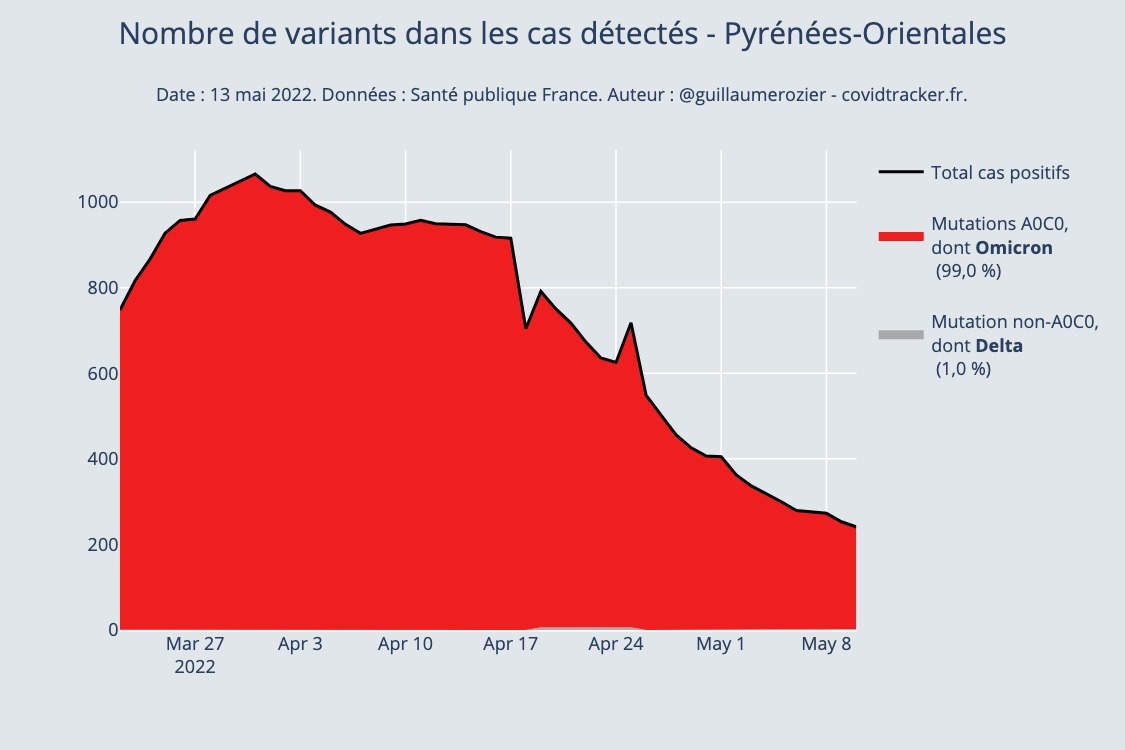 Nombre de variants dans les cas détectés - Pyrénées-Orientales
Date : 13 mai 2022. Données : Santé publique France. Auteur : @guillaumerozier - covidtracker.fr.
Total cas positifs
Mutations A0C0,
dont Omicron
(99,0 %)
Mutation non-A0C0,
dont Delta
(1,0 %)
1000
800
600
400
200
0
Mar 27
2022
Apr 3
Apr 10
Apr 17
Apr 24
May 1
May 8